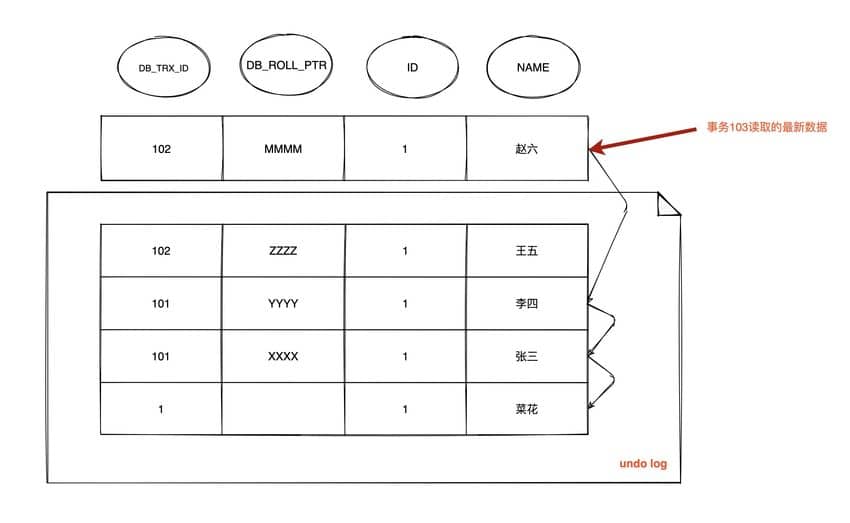 DB_TRX_ID DB_ROLL_PTR ID NAME
102 MMMM 1 赵六
事务103读取的最新数据
102 ZZZZ 1 王五
101 YYYY 1 李四
101 XXXX 1 张三
1 1 菜花
undo log